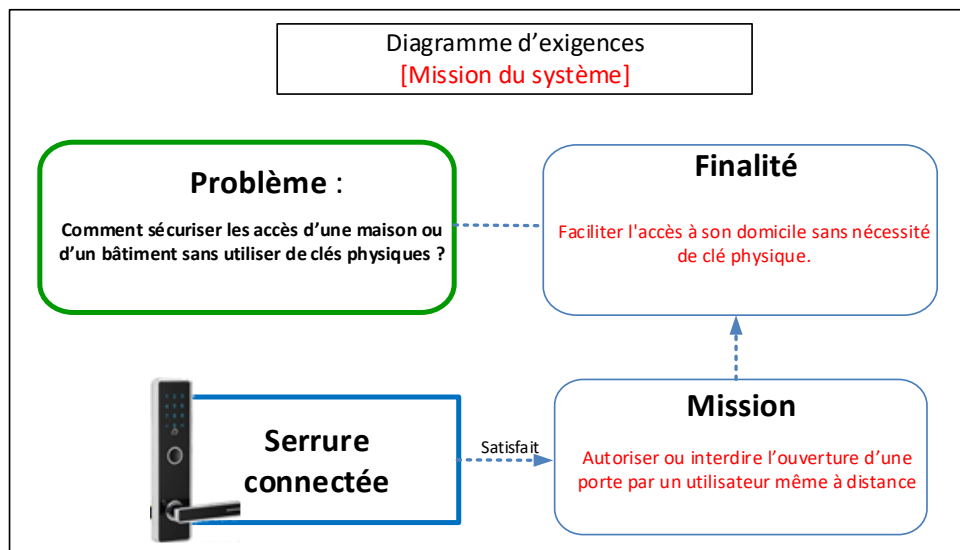 Diagramme d'exigences
[Mission du système]
Problème :
Comment sécuriser les accès d'une maison ou
d'un bâtiment sans utiliser de clés physiques ?
Finalité
Faciliter l'accès à son domicile sans nécessité
de clé physique.
Serrure
connectée
Satisfait
Mission
Autoriser ou interdire l'ouverture d'une
porte par un utilisateur même à distance